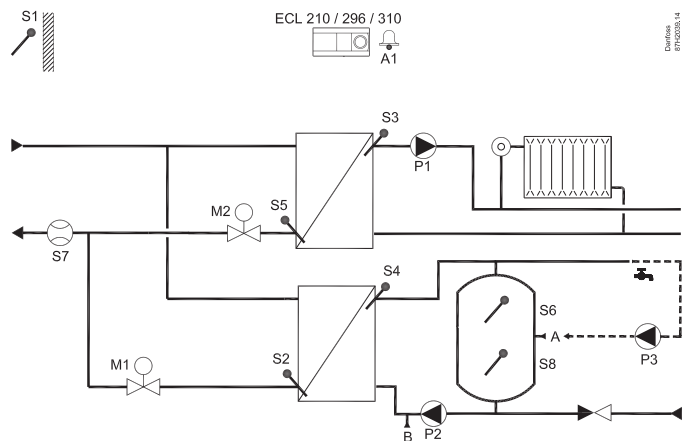 S1
ECL 210 / 296 / 310
A1
Danfoss
87H2039.14
S3
P1
M2
S5
S7
S4
S6
A
S8
P3
M1
S2
B
P2